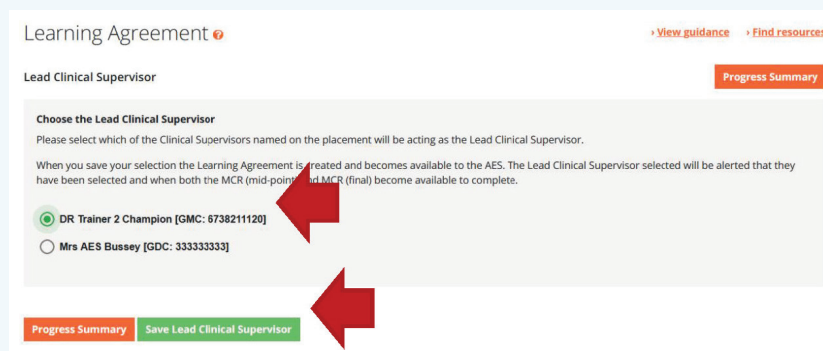 Learning Agreement ?
› View guidance › Find resources
Lead Clinical Supervisor
Progress Summary
Choose the Lead Clinical Supervisor
Please select which of the Clinical Supervisors named on the placement will be acting as the Lead Clinical Supervisor.
When you save your selection the Learning Agreement is created and becomes available to the AES. The Lead Clinical Supervisor selected will be alerted that they
have been selected and when both the MCR (mid-point) and MCR (final) become available to complete.
DR Trainer 2 Champion [GMC: 6738211120]
Mrs AES Bussey [GDC: 333333333]
Progress Summary Save Lead Clinical Supervisor